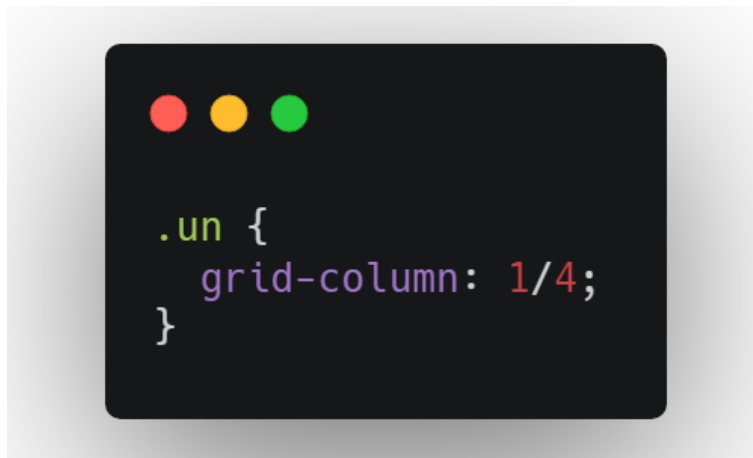 .un {
  grid-column: 1/4;
}